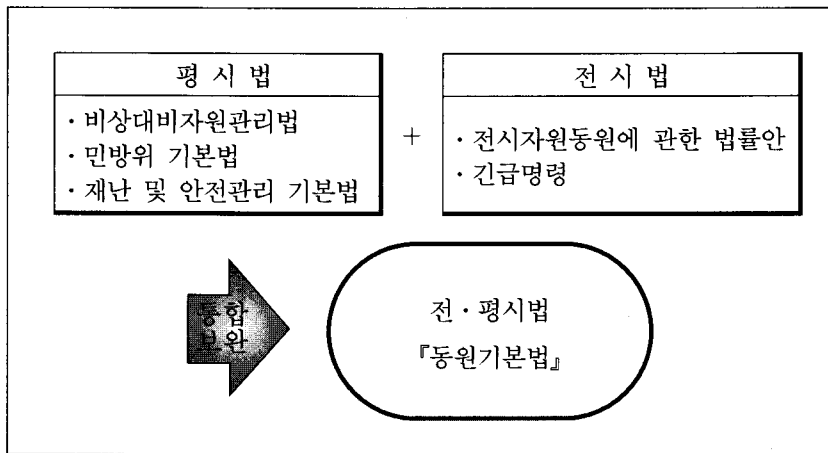 평 시 법
· 비상대비자원관리법
· 민방위 기본법
· 재난 및 안전관리 기본법
+
전 시 법
· 전시자원동원에 관한 법률안
· 긴급명령
통합
보완
전 · 평시법
『동원기본법』